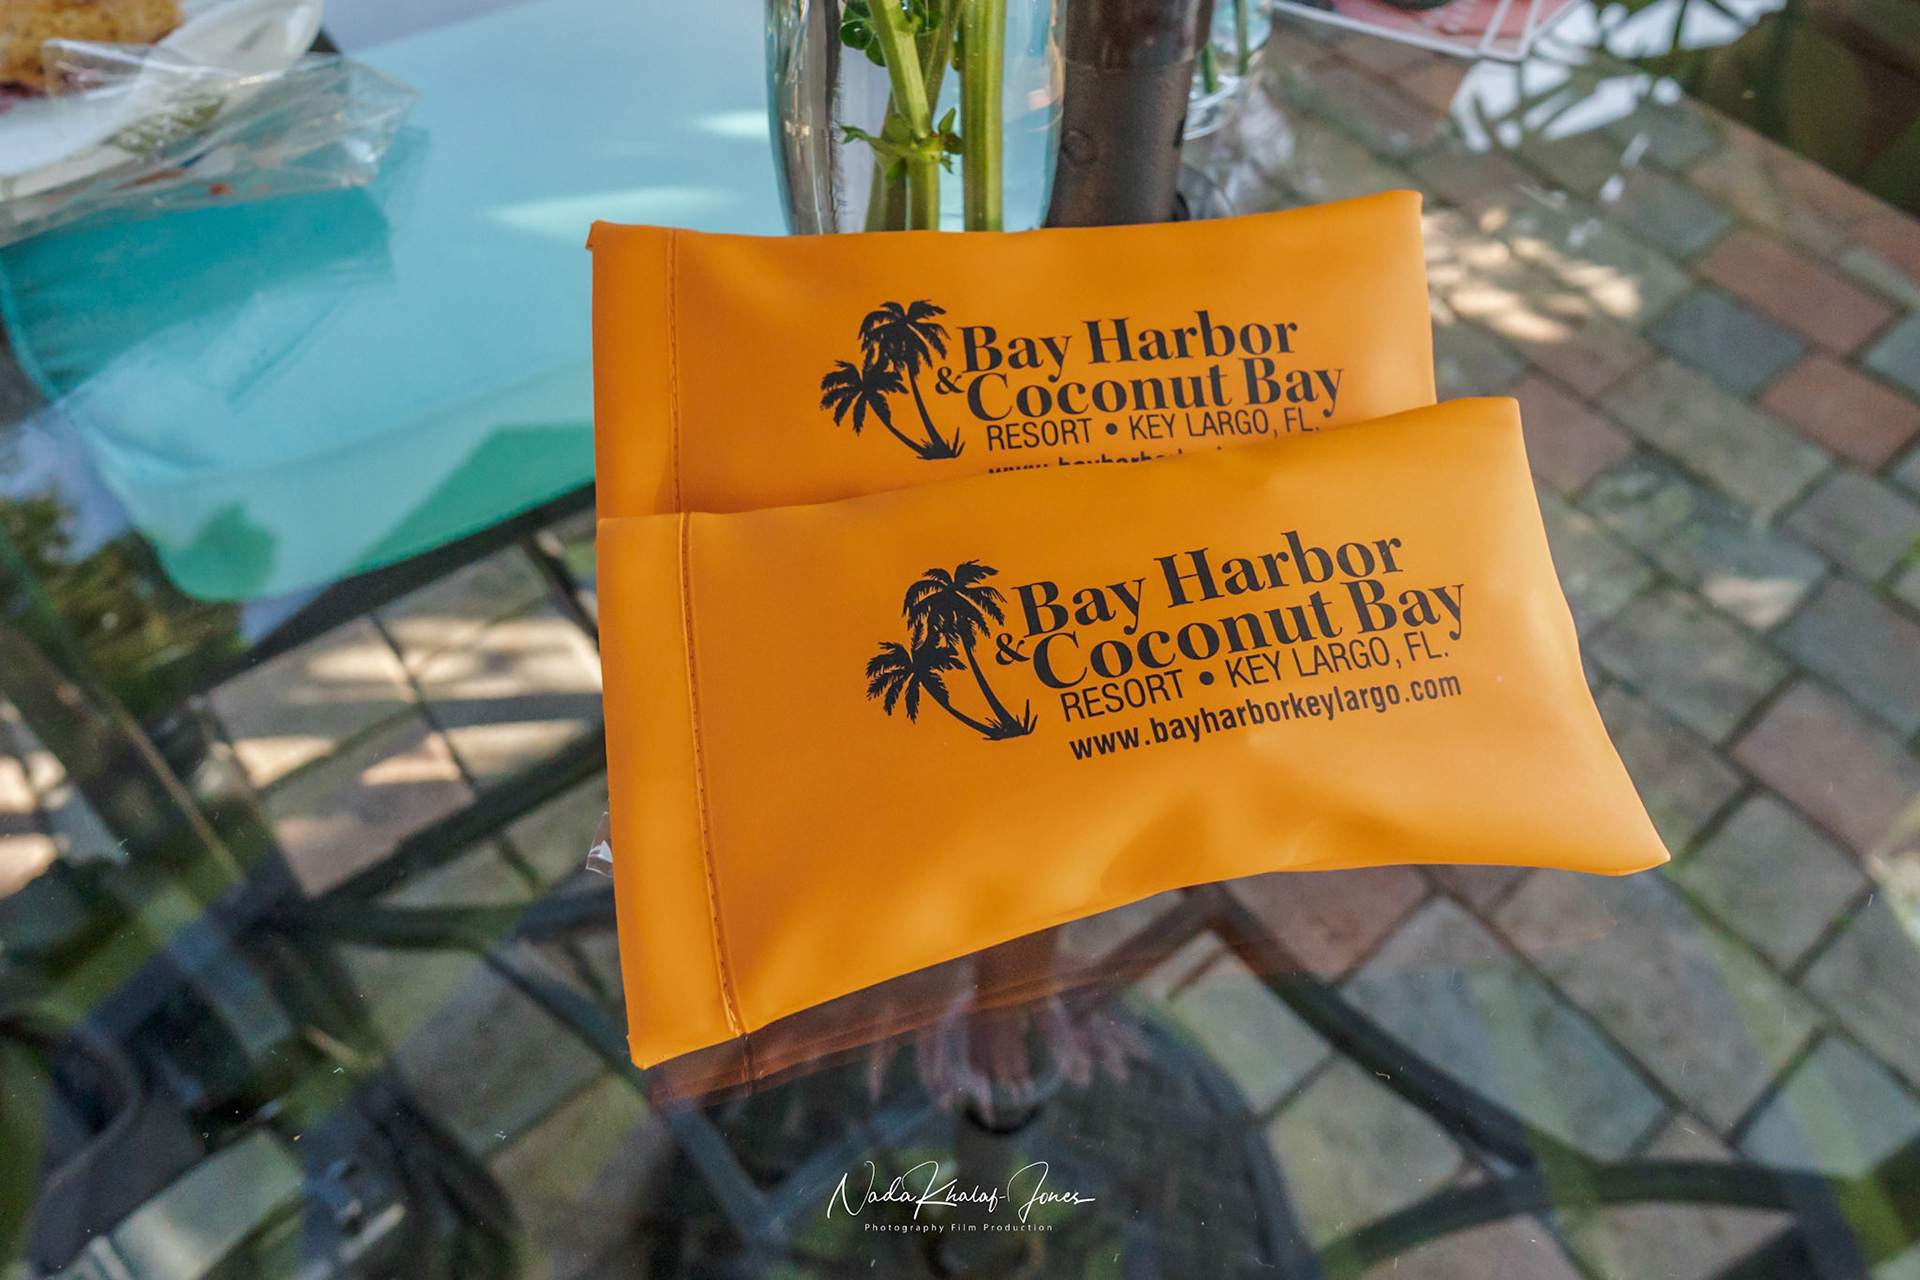 Bay Harbor
& Coconut Bay
RESORT • KEY LARGO, FL.
Bay Harbor
& Coconut Bay
RESORT • KEY LARGO, FL.
www.bayharborkeylargo.com
Nada Khalaf-Jones
Photography Film Production